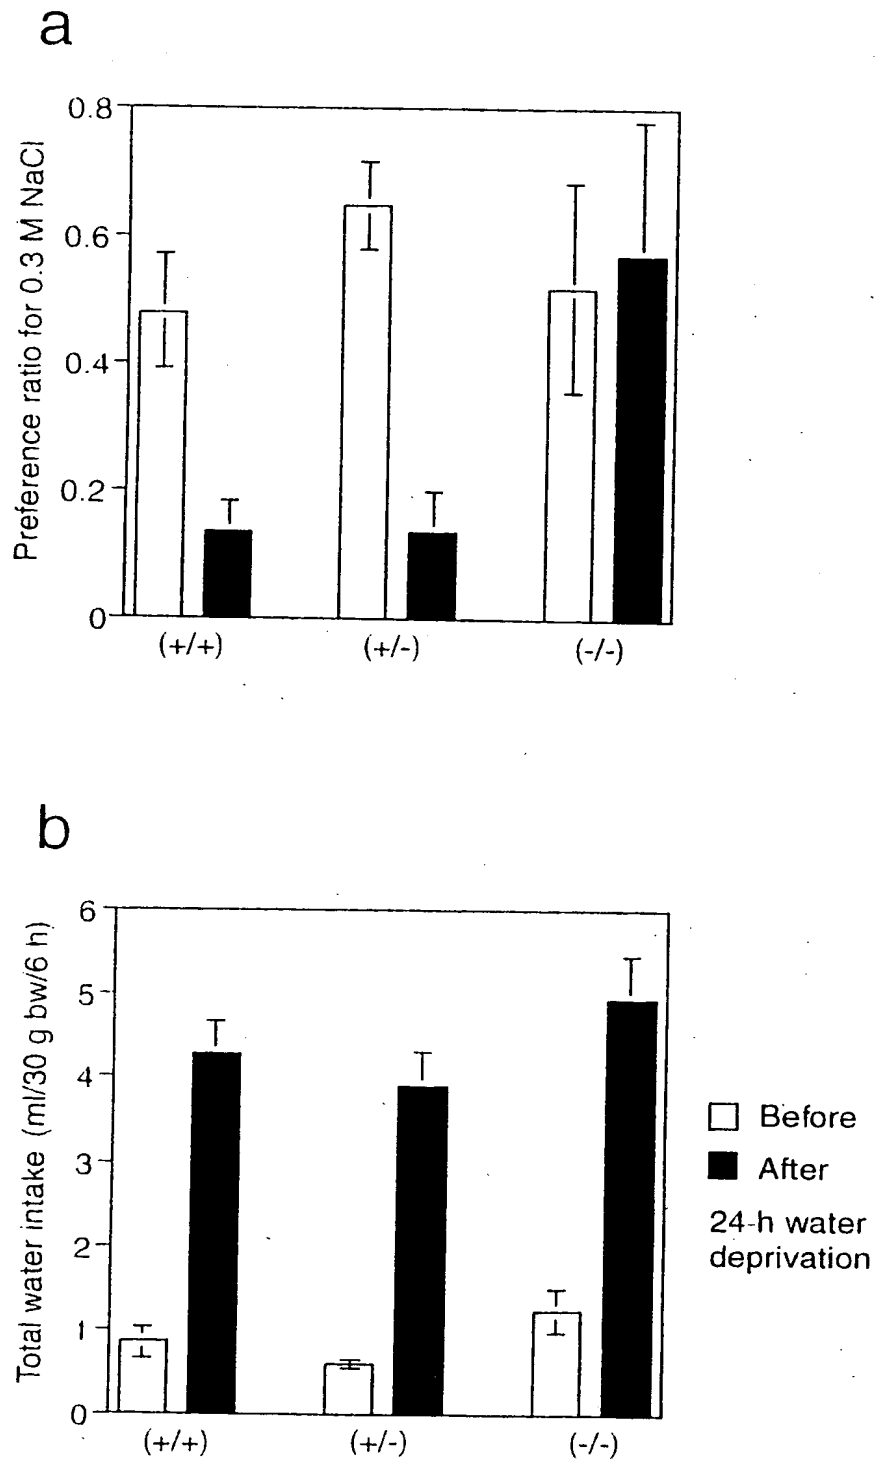 a
Preference ratio for 0.3 M NaCl
0.8
0.6
0.4
0.2
0
(+/+) (+/-) (-/-)
b
Total water intake (ml/30 g bw/6 h)
6
5
4
3
2
1
0
(+/+) (+/-) (-/-)
Before
After
24-h water
deprivation